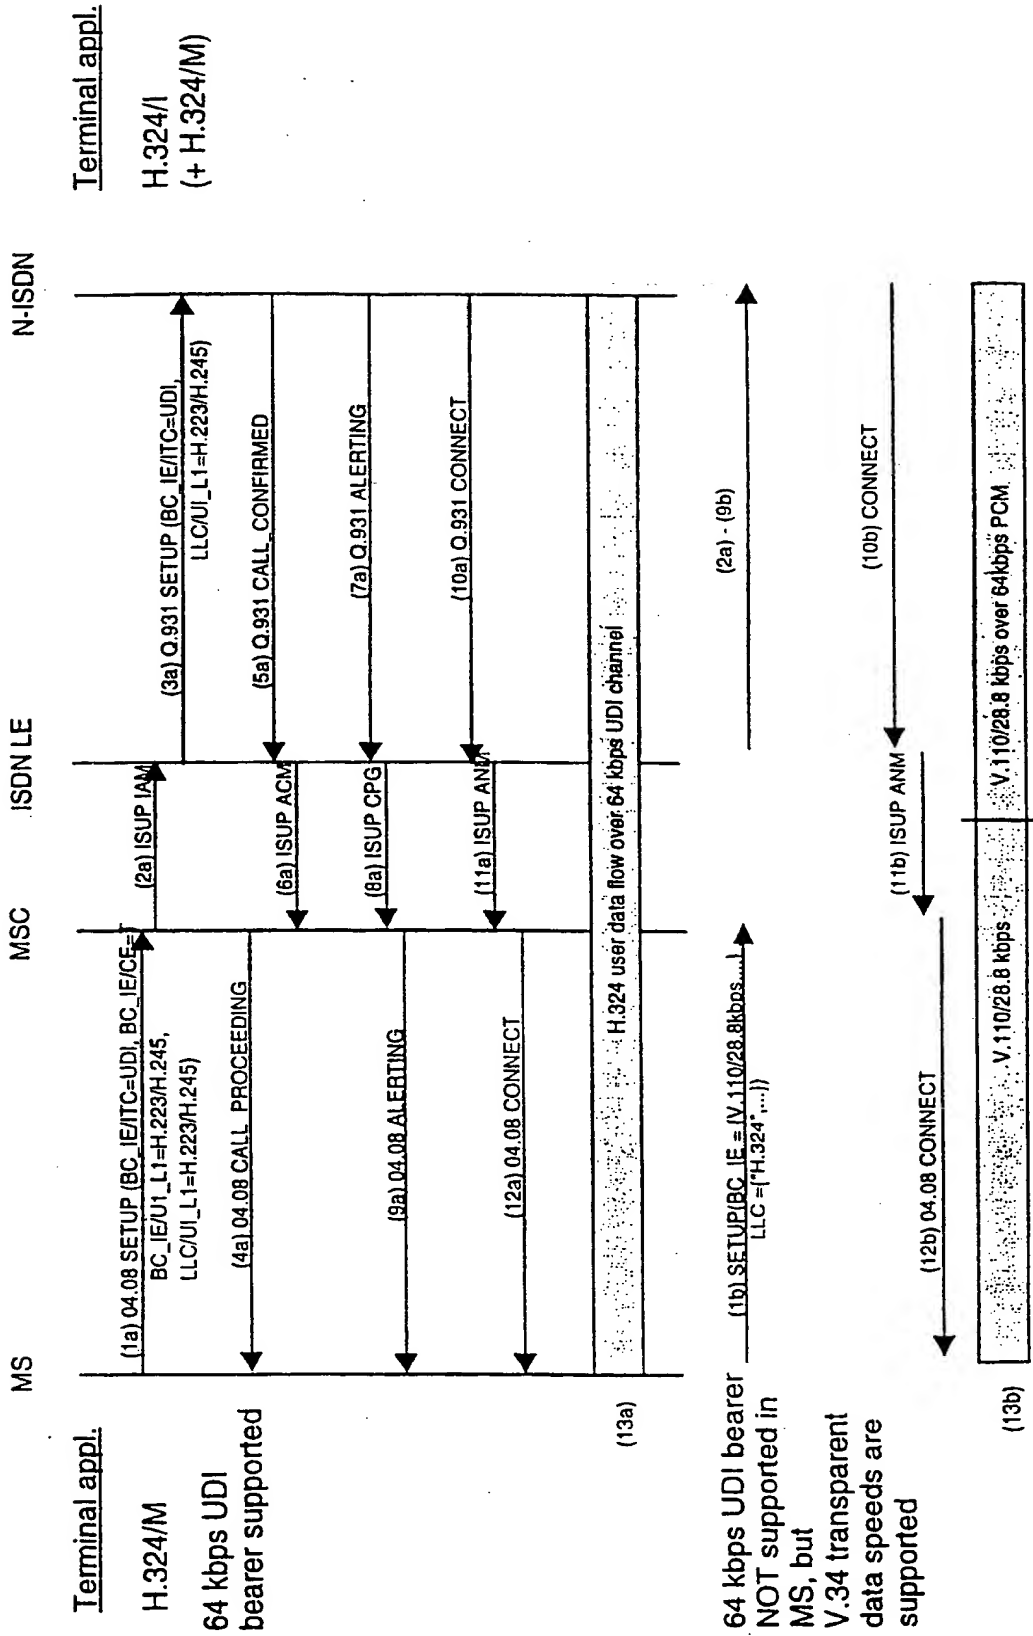 MS
MSC
ISDN LE
N-ISDN
Terminal appl.
H.324/M
64 kbps UDI
bearer supported
Terminal appl.
H.324/I
(+ H.324/M)
(1a) 04.08 SETUP (BC_IE/ITC=UDI, BC_IE/CE=T
BC_IE/U1_L1=H.223/H.245,
LLC/UI_L1=H.223/H.245)
(2a) ISUP IAM
(3a) Q.931 SETUP (BC_IE/ITC=UDI,
LLC/UI_L1=H.223/H.245)
(4a) 04.08 CALL_PROCEEDING
(5a) Q.931 CALL_CONFIRMED
(6a) ISUP ACM
(7a) Q.931 ALERTING
(8a) ISUP CPG
(9a) 04.08 ALERTING
(10a) Q.931 CONNECT
(11a) ISUP ANM
(12a) 04.08 CONNECT
(13a)
H.324 user data flow over 64 kbps UDI channel
64 kbps UDI bearer
NOT supported in
MS, but
V.34 transparent
data speeds are
supported
(1b) SETUP(BC_IE = {V.110/28.8kbps...}
LLC ={"H.324",...})
(2a) - (9b)
(10b) CONNECT
(11b) ISUP ANM
(12b) 04.08 CONNECT
(13b)
V.110/28.8 kbps
V.110/28.8 kbps over 64kbps PCM